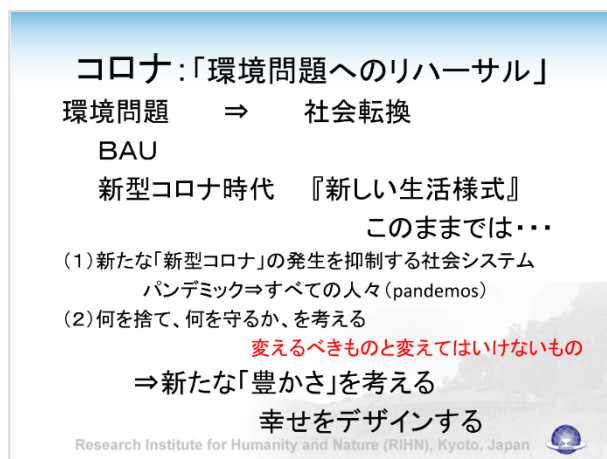 コロナ:「環境問題へのリハーサル」
環境問題　　⇒　　社会転換
BAU
新型コロナ時代　『新しい生活様式』
このままでは・・・
(1)新たな「新型コロナ」の発生を抑制する社会システム
パンデミック⇒すべての人々(pandemos)
(2)何を捨て、何を守るか、を考える
変えるべきものと変えてはいけないもの
⇒新たな「豊かさ」を考える
幸せをデザインする
Research Institute for Humanity and Nature (RIHN), Kyoto, Japan